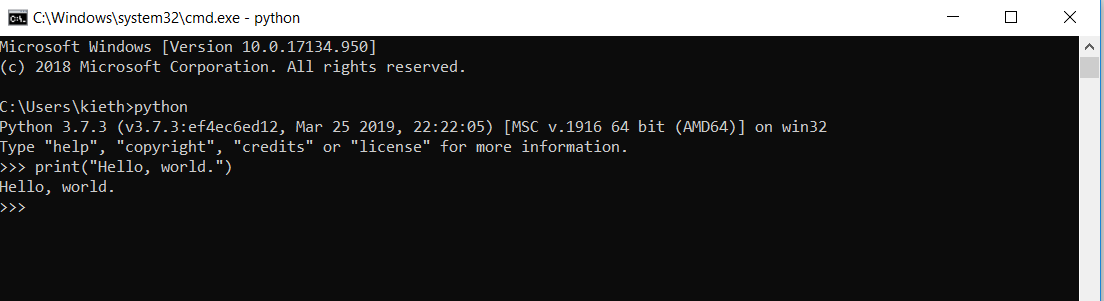 C:\Windows\system32\cmd.exe - python
Microsoft Windows [Version 10.0.17134.950]
(c) 2018 Microsoft Corporation. All rights reserved.
C:\Users\kieth>python
Python 3.7.3 (v3.7.3:ef4ec6ed12, Mar 25 2019, 22:22:05) [MSC v.1916 64 bit (AMD64)] on win32
Type "help", "copyright", "credits" or "license" for more information.
>>> print("Hello, world.")
Hello, world.
>>>